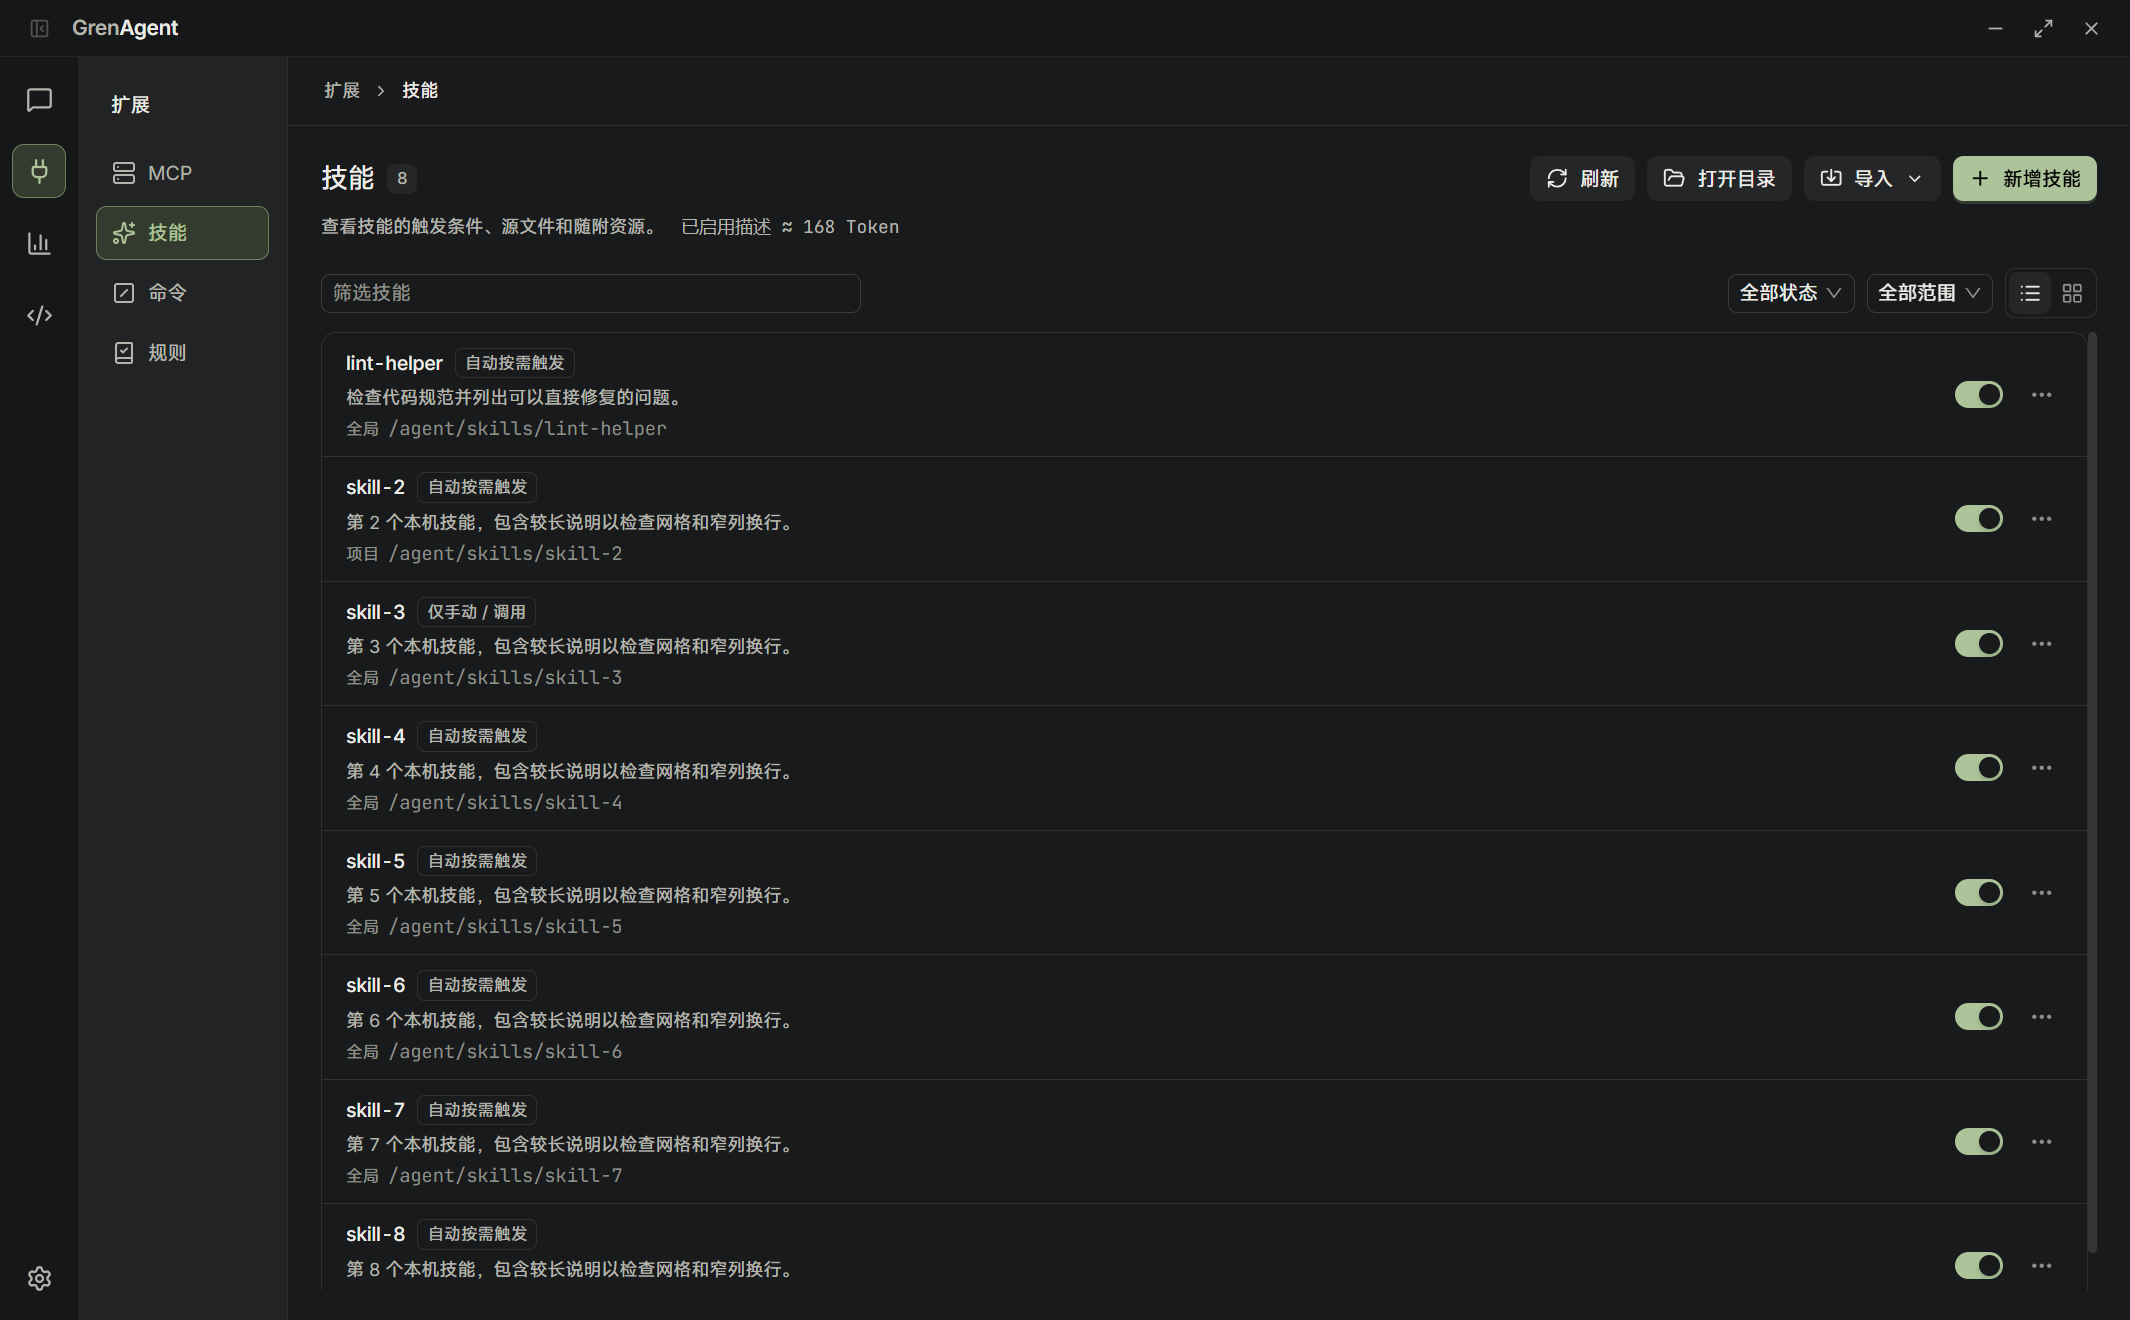 GrenAgent
扩展
MCP
技能
命令
规则
扩展 > 技能
技能 8
刷新
打开目录
导入
+ 新增技能
查看技能的触发条件、源文件和随附资源。 已启用描述 ≈ 168 Token
筛选技能
全部状态
全部范围
lint-helper 自动按需触发
检查代码规范并列出可以直接修复的问题。
全局 /agent/skills/lint-helper
skill-2 自动按需触发
第 2 个本机技能，包含较长说明以检查网格和窄列换行。
项目 /agent/skills/skill-2
skill-3 仅手动 / 调用
第 3 个本机技能，包含较长说明以检查网格和窄列换行。
全局 /agent/skills/skill-3
skill-4 自动按需触发
第 4 个本机技能，包含较长说明以检查网格和窄列换行。
全局 /agent/skills/skill-4
skill-5 自动按需触发
第 5 个本机技能，包含较长说明以检查网格和窄列换行。
全局 /agent/skills/skill-5
skill-6 自动按需触发
第 6 个本机技能，包含较长说明以检查网格和窄列换行。
全局 /agent/skills/skill-6
skill-7 自动按需触发
第 7 个本机技能，包含较长说明以检查网格和窄列换行。
全局 /agent/skills/skill-7
skill-8 自动按需触发
第 8 个本机技能，包含较长说明以检查网格和窄列换行。